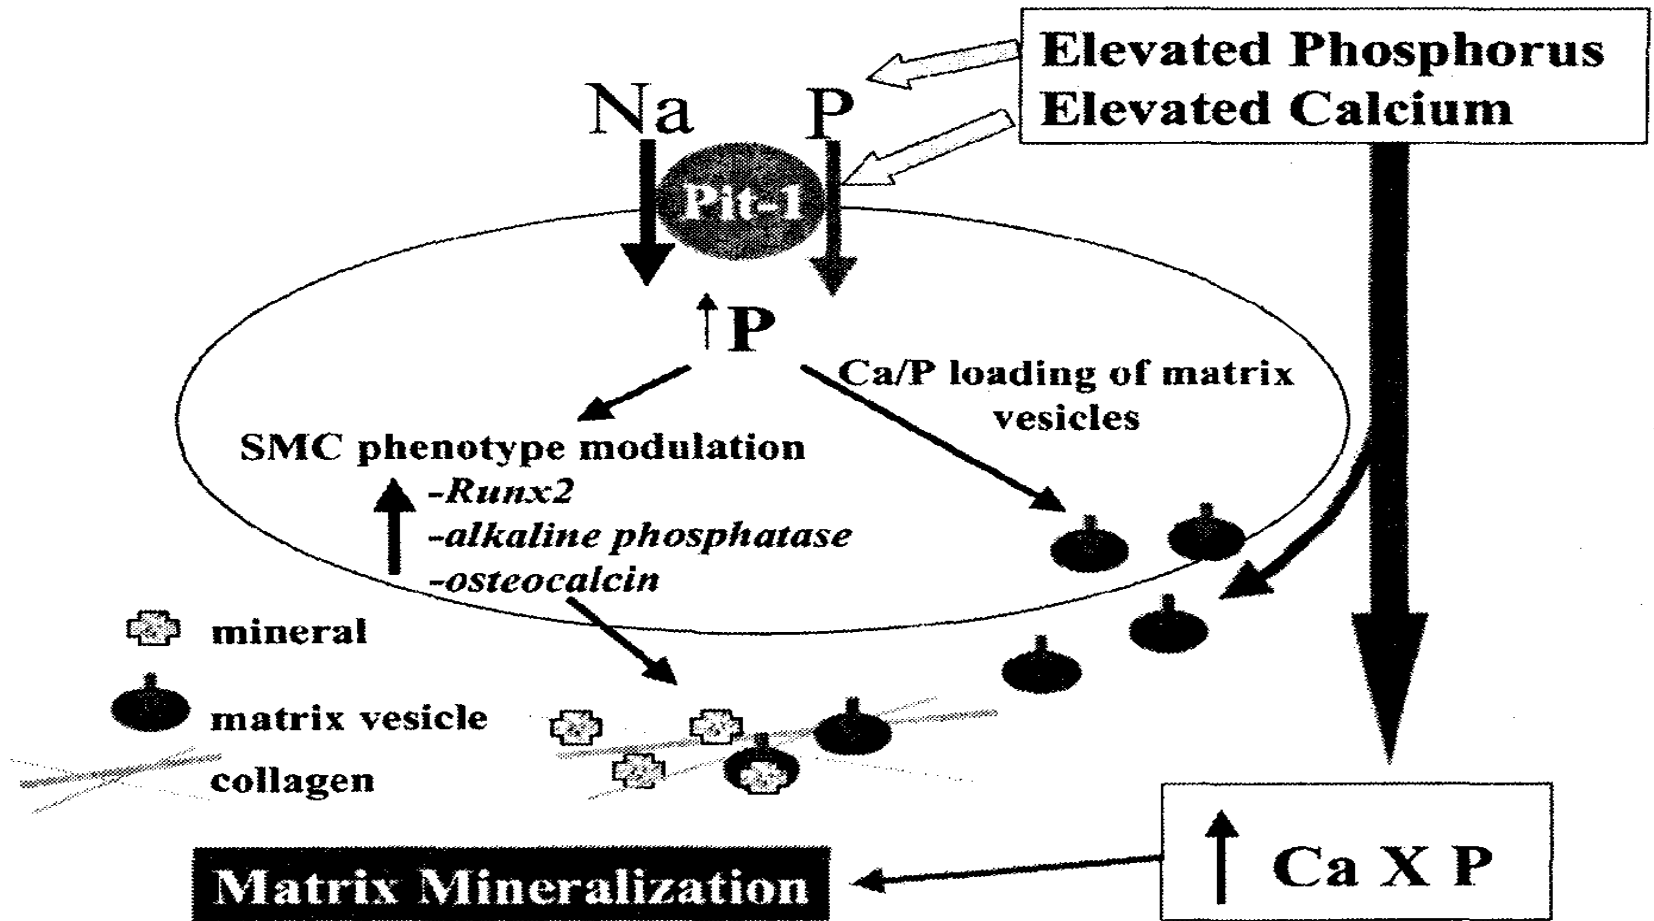 Elevated Phosphorus
Elevated Calcium
Na
P
Pit-1
↑P
Ca/P loading of matrix
vesicles
SMC phenotype modulation
-Runx2
-alkaline phosphatase
-osteocalcin
mineral
matrix vesicle
collagen
↑ Ca X P
Matrix Mineralization